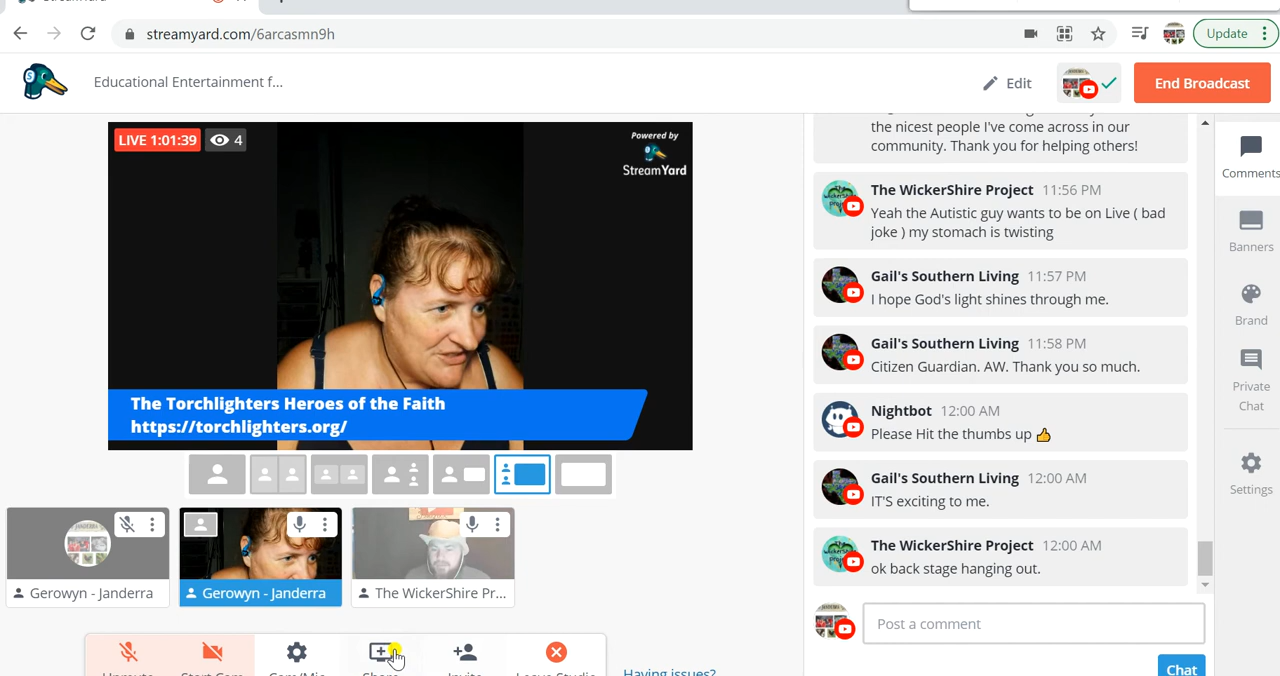 streamyard.com/6arcasmn9h
Update
Educational Entertainment f...
Edit
End Broadcast
LIVE 1:01:39
4
Powered by
StreamYard
The Torchlighters Heroes of the Faith
https://torchlighters.org/
Gerowyn - Janderra
Gerowyn - Janderra
The WickerShire Pr...
Invite
Having issues?
the nicest people I've come across in our
community. Thank you for helping others!
The WickerShire Project 11:56 PM
Yeah the Autistic guy wants to be on Live ( bad
joke ) my stomach is twisting
Gail's Southern Living 11:57 PM
I hope God's light shines through me.
Gail's Southern Living 11:58 PM
Citizen Guardian. AW. Thank you so much.
Nightbot 12:00 AM
Please Hit the thumbs up 👍
Gail's Southern Living 12:00 AM
IT'S exciting to me.
The WickerShire Project 12:00 AM
ok back stage hanging out.
Post a comment
Chat
Comments
Banners
Brand
Private
Chat
Settings